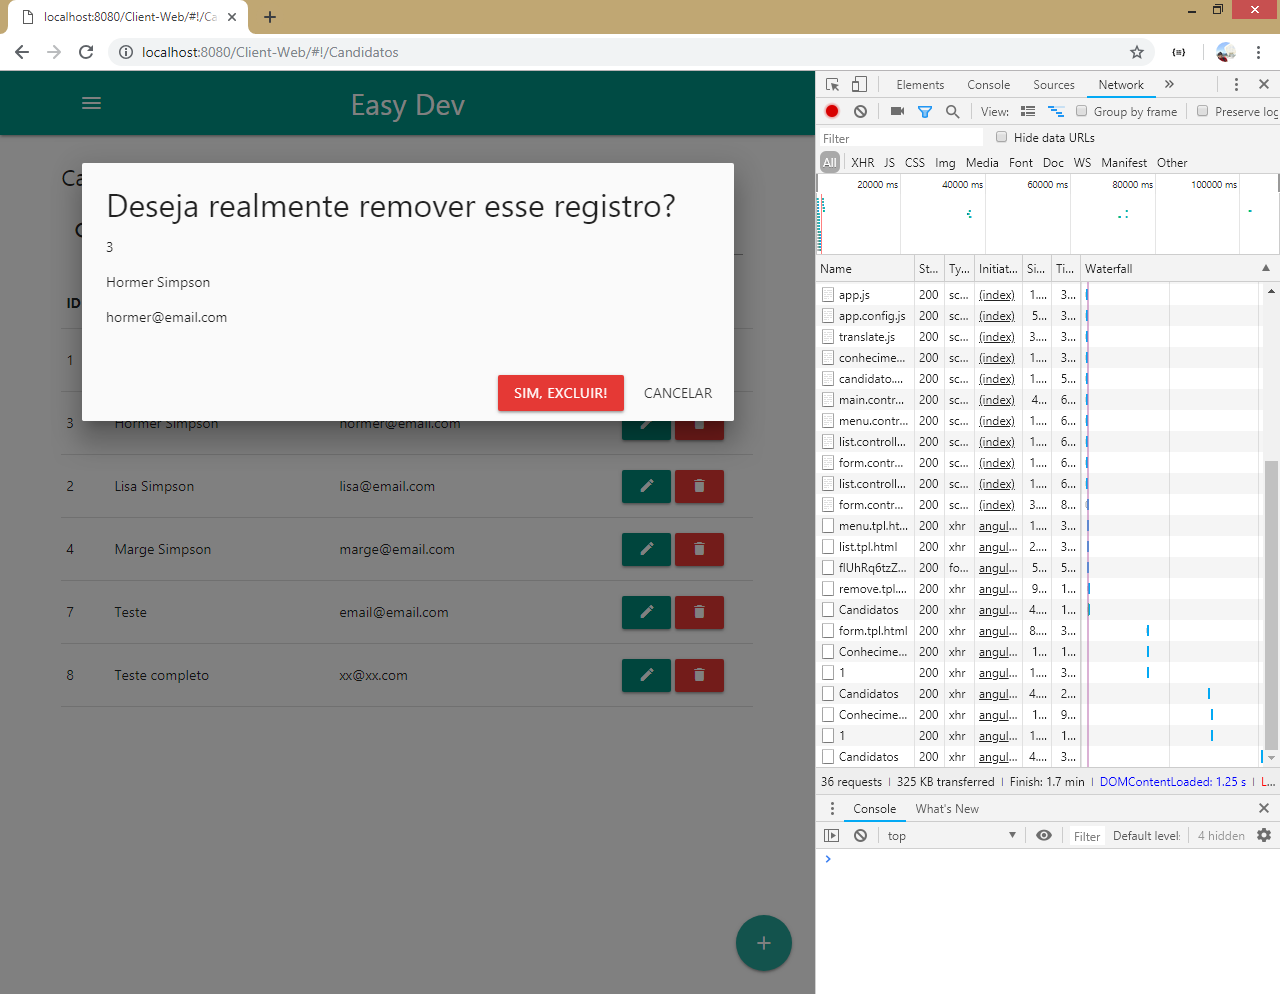 localhost:8080/Client-Web/#!/Ca
localhost:8080/Client-Web/#!/Candidatos
Easy Dev
Ca
Deseja realmente remover esse registro?
3
Hormer Simpson
hormer@email.com
SIM, EXCLUIR!
CANCELAR
ID
1
3 Hormer Simpson hormer@email.com
2 Lisa Simpson lisa@email.com
4 Marge Simpson marge@email.com
7 Teste email@email.com
8 Teste completo xx@xx.com
+
Elements Console Sources Network »
View: Group by frame Preserve log
Filter Hide data URLs
All XHR JS CSS Img Media Font Doc WS Manifest Other
20000 ms 40000 ms 60000 ms 80000 ms 100000 ms
Name St... Ty... Initiat... Si... Ti... Waterfall
app.js 200 sc... (index) 1.... 3...
app.config.js 200 sc... (index) 5... 3...
translate.js 200 sc... (index) 3.... 3...
conhecime... 200 sc... (index) 1.... 3...
candidato.... 200 sc... (index) 1.... 5...
main.contr... 200 sc... (index) 4... 6...
menu.contr... 200 sc... (index) 1.... 6...
list.controll... 200 sc... (index) 1.... 6...
form.contr... 200 sc... (index) 1.... 6...
list.controll... 200 sc... (index) 1.... 6...
form.contr... 200 sc... (index) 3.... 8...
menu.tpl.ht... 200 xhr angul... 1.... 3...
list.tpl.html 200 xhr angul... 2.... 3...
flUhRq6tzZ... 200 fo... angul... 5... 5...
remove.tpl.... 200 xhr angul... 9... 1...
Candidatos 200 xhr angul... 4.... 1...
form.tpl.html 200 xhr angul... 8.... 3...
Conhecime... 200 xhr angul... 1... 1...
1 200 xhr angul... 1.... 3...
Candidatos 200 xhr angul... 4.... 2...
Conhecime... 200 xhr angul... 1... 9...
1 200 xhr angul... 1.... 1...
Candidatos 200 xhr angul... 4.... 3...
36 requests | 325 KB transferred | Finish: 1.7 min | DOMContentLoaded: 1.25 s | L...
Console What's New
top Filter Default level: 4 hidden